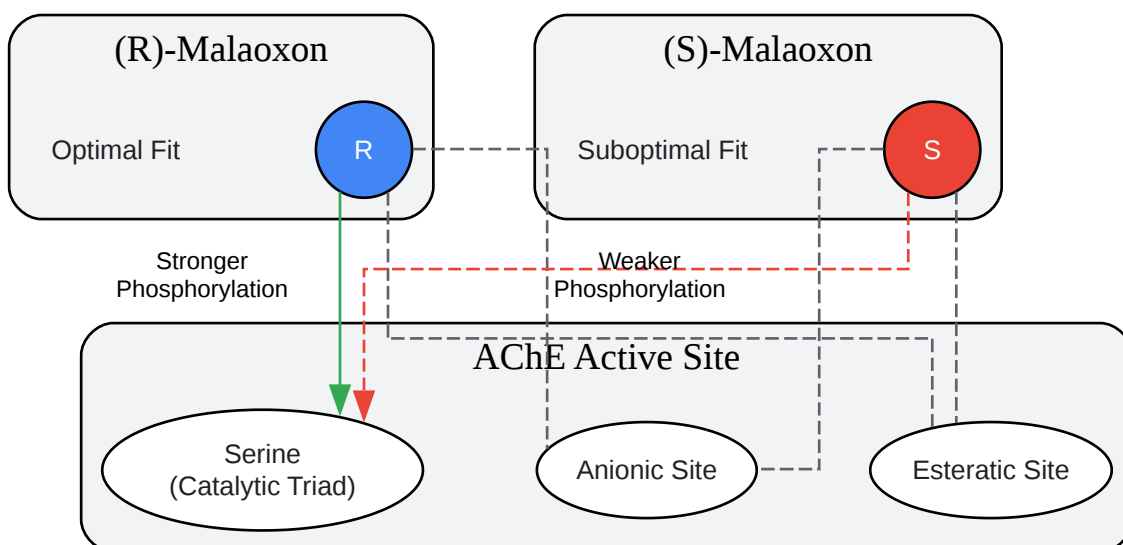 (R)-Malaoxon
(S)-Malaoxon
Optimal Fit
R
Suboptimal Fit
S
Stronger
Phosphorylation
Weaker
Phosphorylation
AChE Active Site
Serine
(Catalytic Triad)
Anionic Site
Esteratic Site